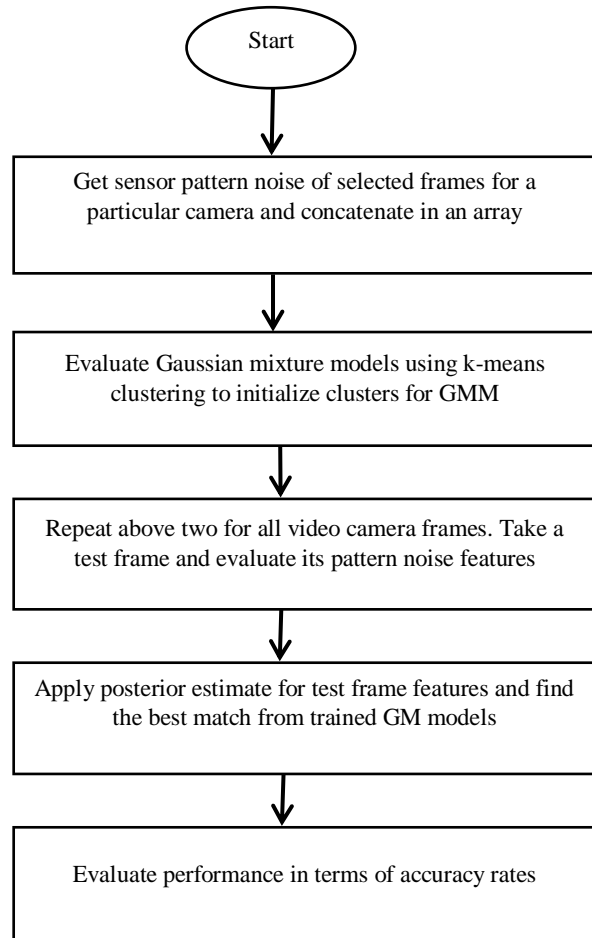 Start
Get sensor pattern noise of selected frames for a
particular camera and concatenate in an array
Evaluate Gaussian mixture models using k-means
clustering to initialize clusters for GMM
Repeat above two for all video camera frames. Take a
test frame and evaluate its pattern noise features
Apply posterior estimate for test frame features and find
the best match from trained GM models
Evaluate performance in terms of accuracy rates